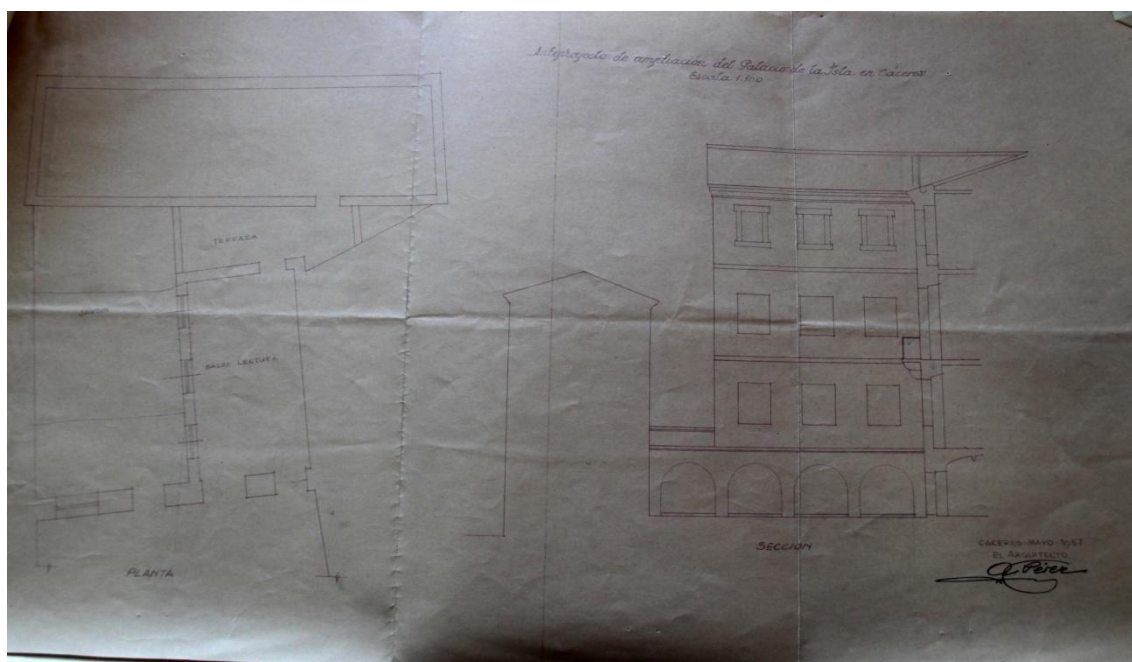 Anteproyecto de ampliación del Palacio de la Isla en Cáceres
Escala 1:100
TERRAZA
SALA LECTURA
PLANTA
SECCION
CACERES-MAYO-1957
EL ARQUITECTO
Pérez